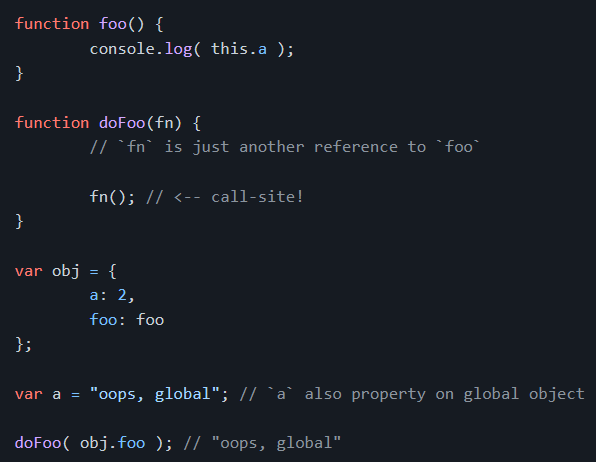 function foo() {
        console.log( this.a );
}
function doFoo(fn) {
        // `fn` is just another reference to `foo`
        fn(); // <-- call-site!
}
var obj = {
        a: 2,
        foo: foo
};
var a = "oops, global"; // `a` also property on global object
doFoo( obj.foo ); // "oops, global"